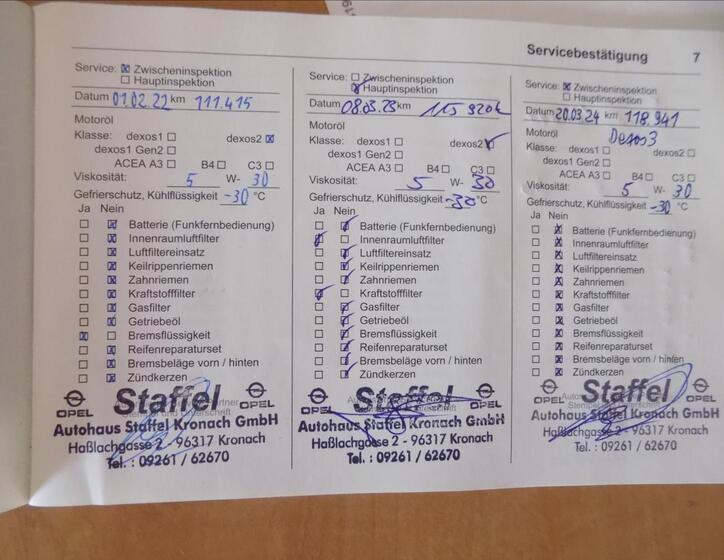 Servicebestätigung 7
Service: ☒ Zwischeninspektion
☐ Hauptinspektion
Datum 01.02.22 km 111.415
Motoröl
Klasse: dexos1 ☐ dexos2 ☒
dexos1 Gen2 ☐
ACEA A3 ☐ B4 ☐ C3 ☐
Viskosität: 5 W- 30
Gefrierschutz, Kühlflüssigkeit -30 °C
Ja Nein
☐ ☒ Batterie (Funkfernbedienung)
☐ ☒ Innenraumluftfilter
☐ ☒ Luftfiltereinsatz
☐ ☒ Keilrippenriemen
☐ ☒ Zahnriemen
☐ ☒ Kraftstofffilter
☐ ☒ Gasfilter
☐ ☒ Getriebeöl
☒ ☐ Bremsflüssigkeit
☐ ☒ Reifenreparaturset
☐ ☒ Bremsbeläge vorn / hinten
☐ ☒ Zündkerzen
OPEL Staffel OPEL
Autohaus Staffel Kronach GmbH
Haßlachgasse 2 - 96317 Kronach
Tel.: 09261 / 62670
Service: ☐ Zwischeninspektion
☒ Hauptinspektion
Datum 08.03.23 km 115 920k
Motoröl
Klasse: dexos1 ☐ dexos2 ☒
dexos1 Gen2 ☐
ACEA A3 ☐ B4 ☐ C3 ☐
Viskosität: 5 W- 30
Gefrierschutz, Kühlflüssigkeit -30 °C
Ja Nein
☐ ☒ Batterie (Funkfernbedienung)
☒ ☐ Innenraumluftfilter
☐ ☒ Luftfiltereinsatz
☐ ☒ Keilrippenriemen
☐ ☒ Zahnriemen
☒ ☐ Kraftstofffilter
☐ ☒ Gasfilter
☐ ☒ Getriebeöl
☐ ☒ Bremsflüssigkeit
☐ ☒ Reifenreparaturset
☐ ☒ Bremsbeläge vorn / hinten
☐ ☒ Zündkerzen
OPEL Staffel OPEL
Autohaus Staffel Kronach GmbH
Haßlachgasse 2 - 96317 Kronach
Tel.: 09261 / 62670
Service: ☒ Zwischeninspektion
☐ Hauptinspektion
Datum 20.03.24 km 118.941
Motoröl Dexos3
Klasse: dexos1 ☐ dexos2 ☐
dexos1 Gen2 ☐
ACEA A3 ☐ B4 ☐ C3 ☐
Viskosität: 5 W- 30
Gefrierschutz, Kühlflüssigkeit -30 °C
Ja Nein
☐ ☒ Batterie (Funkfernbedienung)
☐ ☒ Innenraumluftfilter
☐ ☒ Luftfiltereinsatz
☐ ☒ Keilrippenriemen
☐ ☒ Zahnriemen
☐ ☒ Kraftstofffilter
☐ ☒ Gasfilter
☐ ☒ Getriebeöl
☐ ☒ Bremsflüssigkeit
☐ ☒ Reifenreparaturset
☐ ☒ Bremsbeläge vorn / hinten
☐ ☒ Zündkerzen
OPEL Staffel OPEL
Autohaus Staffel Kronach GmbH
Haßlachgasse 2 - 96317 Kronach
Tel.: 09261 / 62670